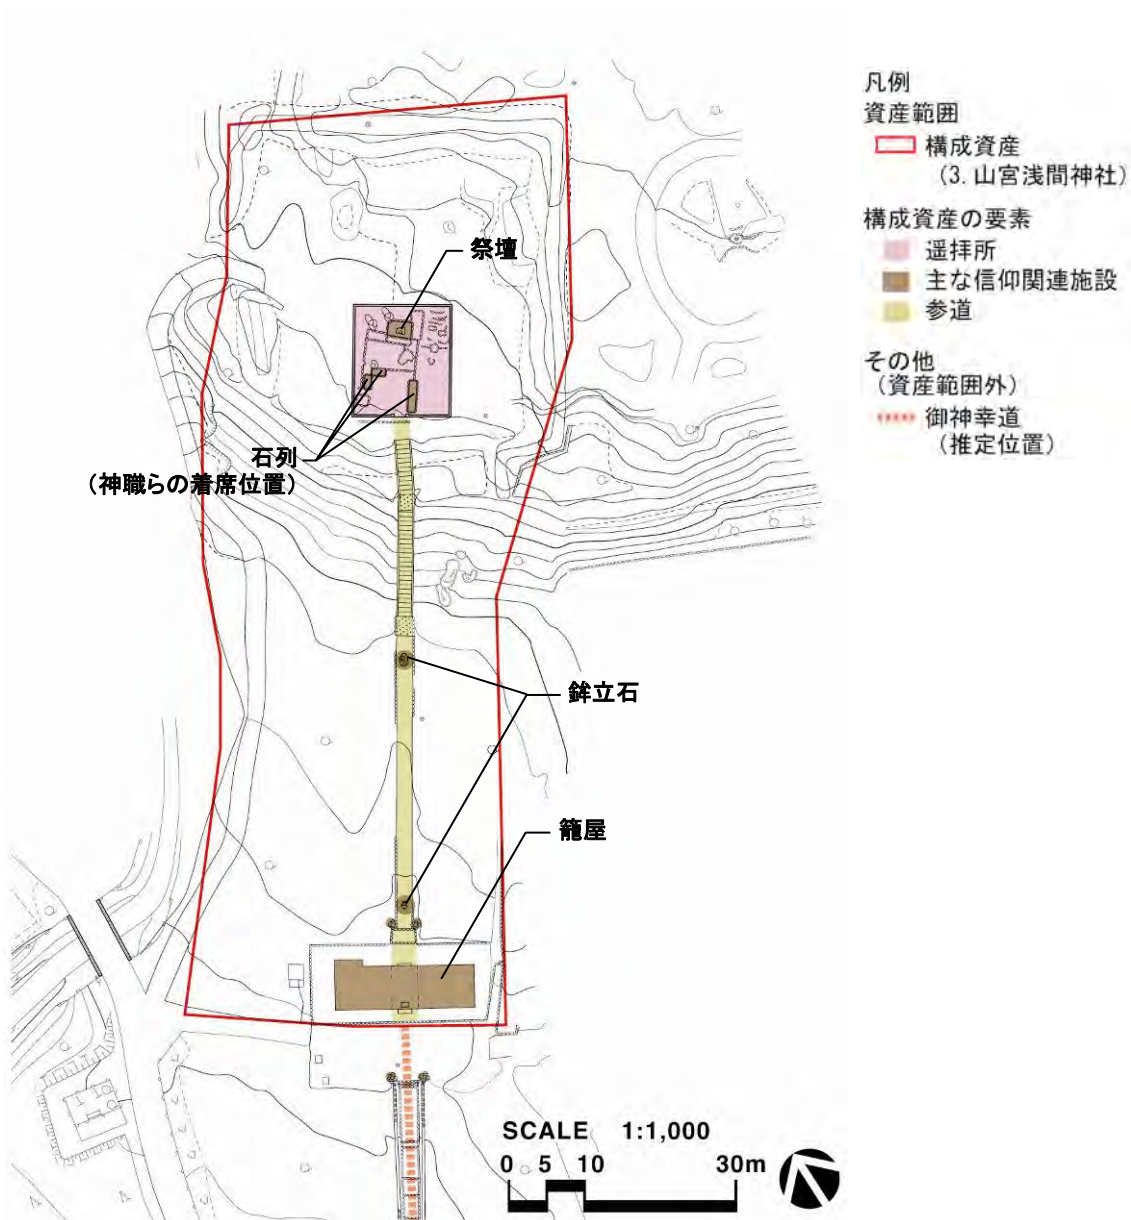 凡例
資産範囲
構成資産
（3. 山宮浅間神社）
構成資産の要素
遥拝所
主な信仰関連施設
参道
その他
（資産範囲外）
御神幸道
（推定位置）
祭壇
石列
（神職らの着席位置）
鉾立石
籠屋
SCALE 1:1,000
0 5 10 30m